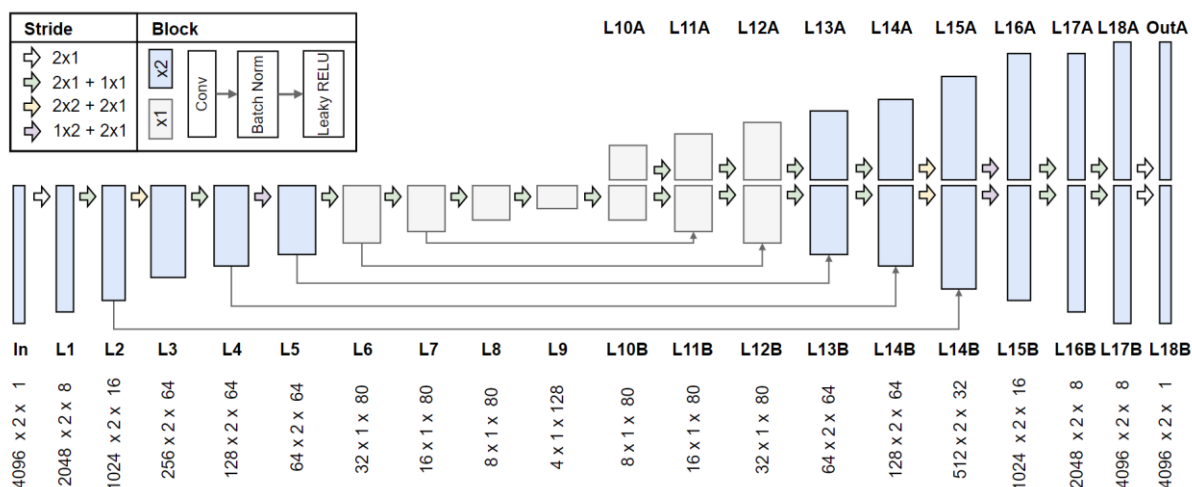 Stride Block
2x1
2x1 + 1x1
2x2 + 2x1
1x2 + 2x1
x2
x1
Conv
Batch Norm
Leaky RELU
L10A L11A L12A L13A L14A L15A L16A L17A L18A OutA
In L1 L2 L3 L4 L5 L6 L7 L8 L9 L10B L11B L12B L13B L14B L14B L15B L16B L17B L18B
4096 x 2 x 1
2048 x 2 x 8
1024 x 2 x 16
256 x 2 x 64
128 x 2 x 64
64 x 2 x 64
32 x 1 x 80
16 x 1 x 80
8 x 1 x 80
4 x 1 x 128
8 x 1 x 80
16 x 1 x 80
32 x 1 x 80
64 x 2 x 64
128 x 2 x 64
512 x 2 x 32
1024 x 2 x 16
2048 x 2 x 8
4096 x 2 x 8
4096 x 2 x 1